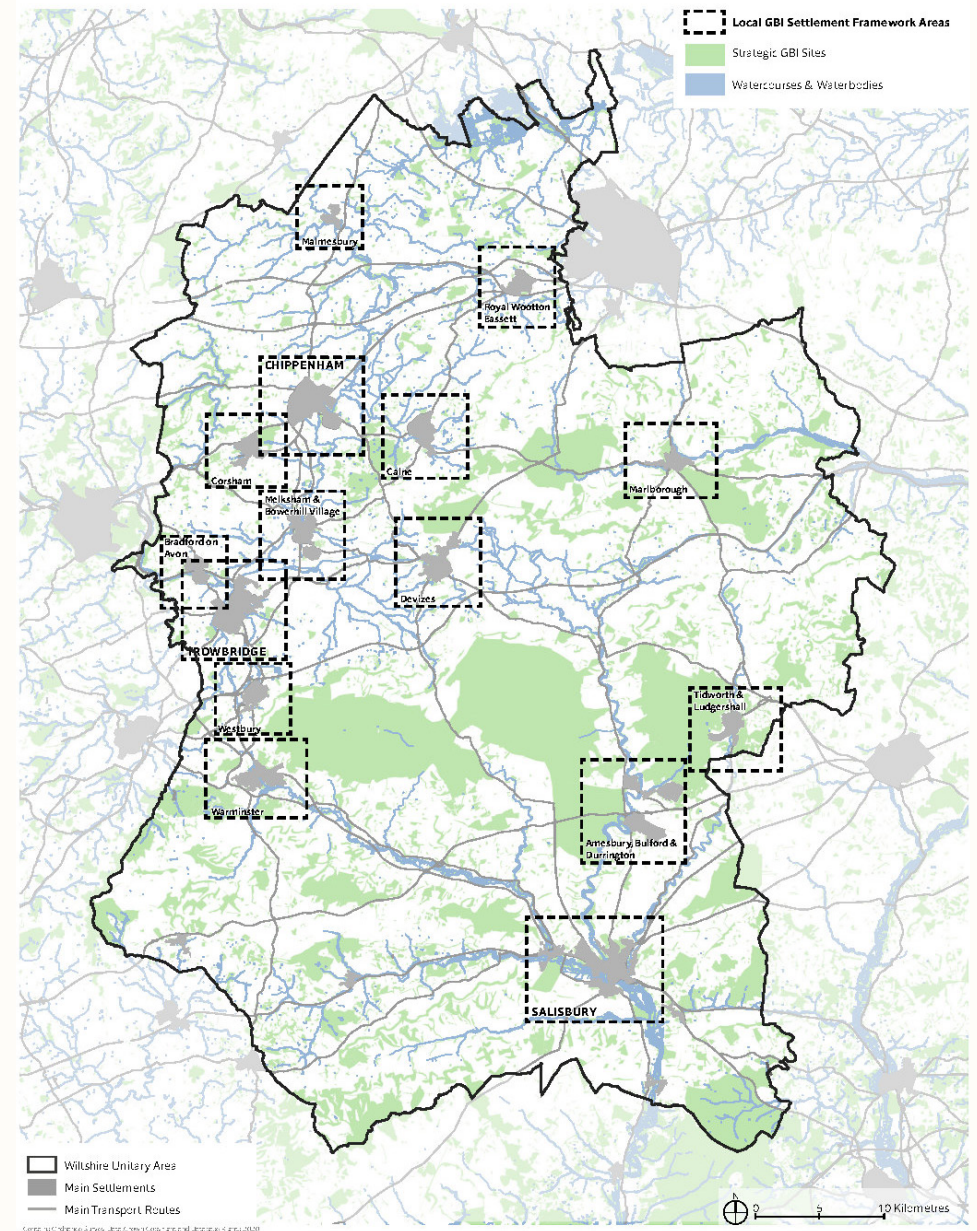 Local GBI Settlement Framework Areas
Strategic GBI Sites
Watercourses & Waterbodies
Malmesbury
Royal Wootton
Bassett
CHIPPENHAM
Corsham
Calne
Marlborough
Melksham &
Bowerhill Village
Bradford on
Avon
Devizes
TROWBRIDGE
Westbury
Tidworth &
Ludgershall
Warminster
Amesbury, Bulford &
Durrington
SALISBURY
Wiltshire Unitary Area
Main Settlements
Main Transport Routes
N
0 5 10 Kilometres